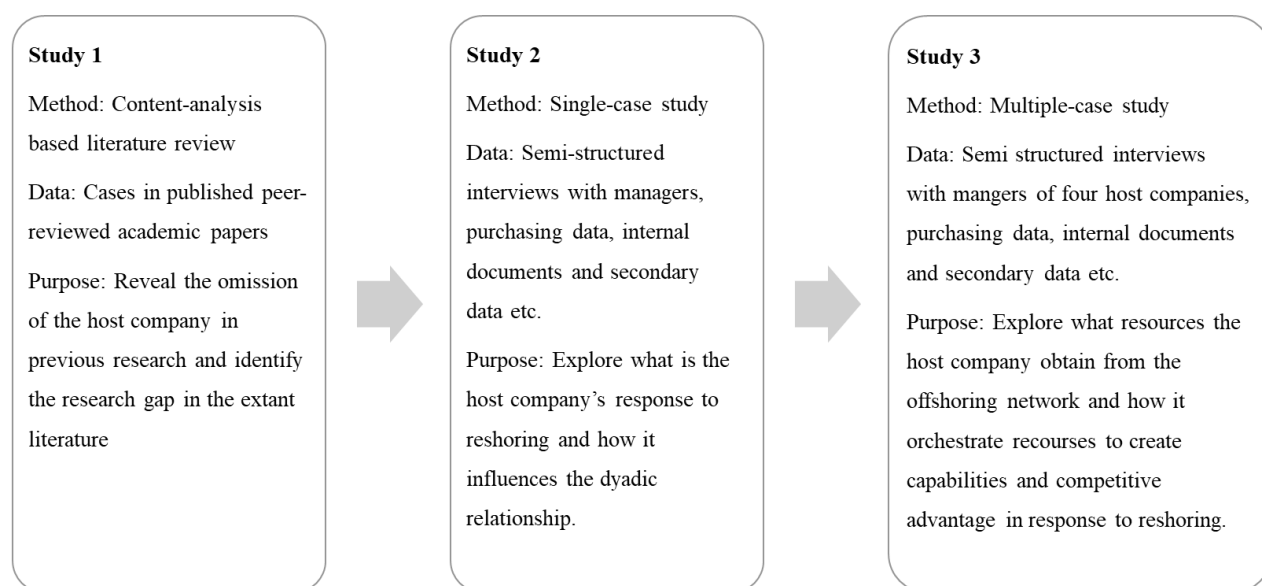 Study 1
Method: Content-analysis
based literature review
Data: Cases in published peer-
reviewed academic papers
Purpose: Reveal the omission
of the host company in
previous research and identify
the research gap in the extant
literature
Study 2
Method: Single-case study
Data: Semi-structured
interviews with managers,
purchasing data, internal
documents and secondary
data etc.
Purpose: Explore what is the
host company’s response to
reshoring and how it
influences the dyadic
relationship.
Study 3
Method: Multiple-case study
Data: Semi structured interviews
with mangers of four host companies,
purchasing data, internal documents
and secondary data etc.
Purpose: Explore what resources the
host company obtain from the
offshoring network and how it
orchestrate recourses to create
capabilities and competitive
advantage in response to reshoring.